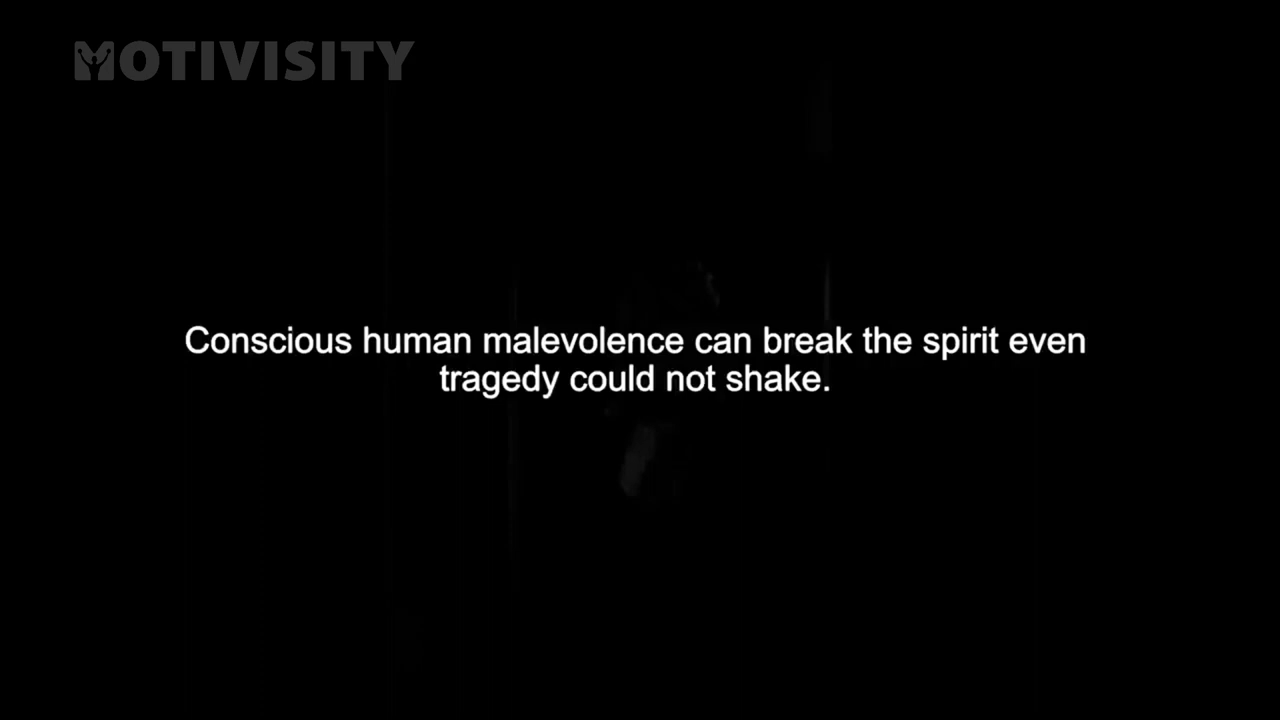 MOTIVISITY
Conscious human malevolence can break the spirit even
tragedy could not shake.